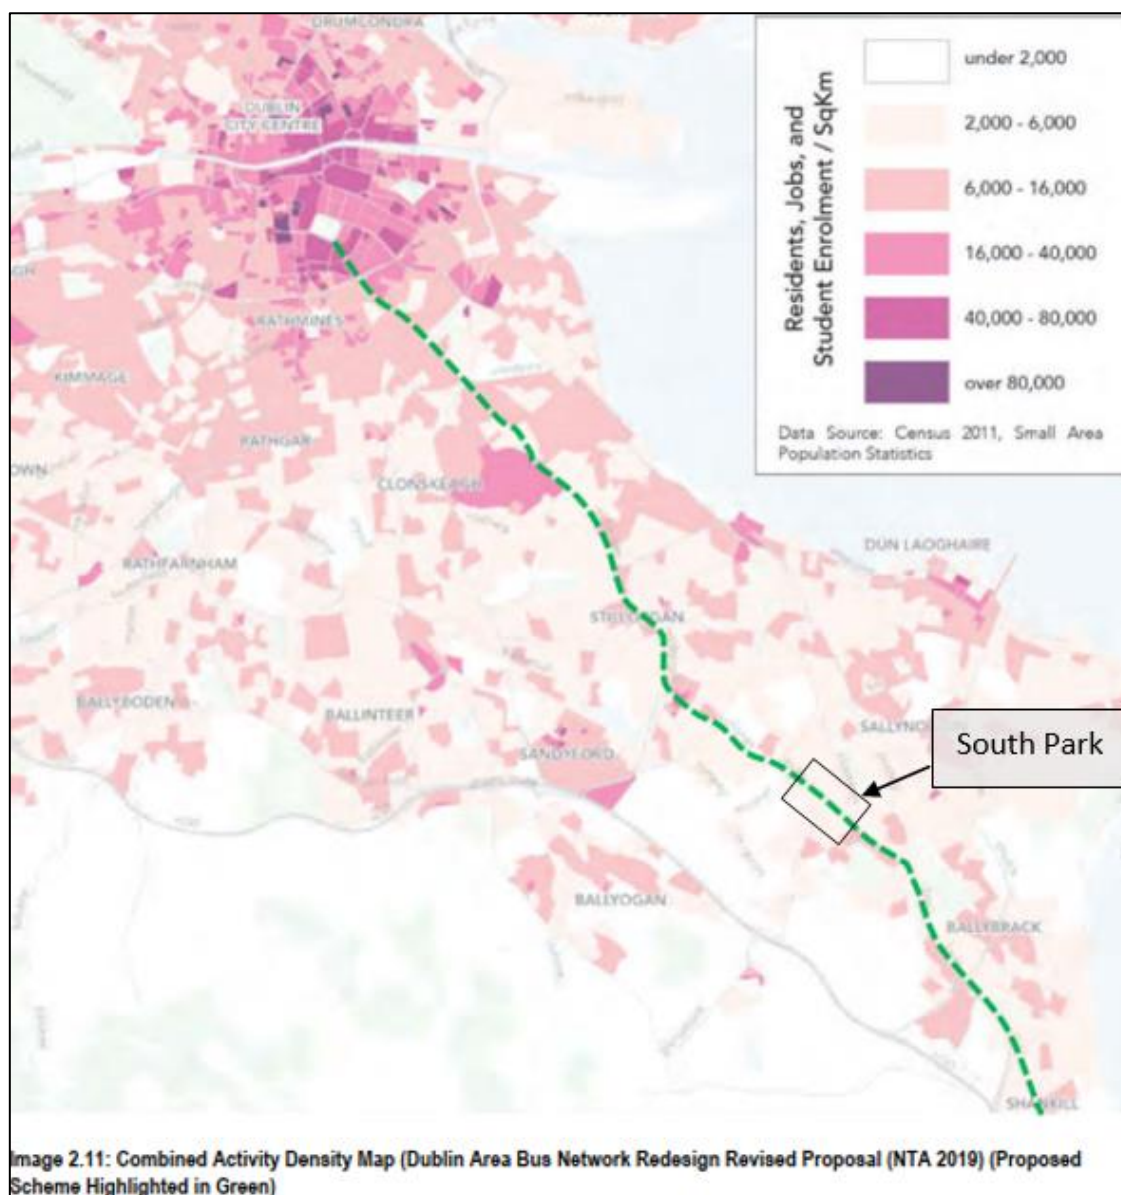 DRUMCONDRA
DUBLIN
CITY CENTRE
RATHMINES
KIMMAGE
RATHGAR
OWN
CLONSKEAGH
RATHFARNHAM
DUN LAOGHAIRE
STILLORGAN
BALLYBODEN
BALLINTEER
SANDYFORD
SALLYNO
South Park
BALLYOGAN
BALLYBRACK
SHANKILL
Residents, Jobs, and
Student Enrolment / SqKm
under 2,000
2,000 - 6,000
6,000 - 16,000
16,000 - 40,000
40,000 - 80,000
over 80,000
Data Source: Census 2011, Small Area
Population Statistics
Image 2.11: Combined Activity Density Map (Dublin Area Bus Network Redesign Revised Proposal (NTA 2019) (Proposed
Scheme Highlighted in Green)